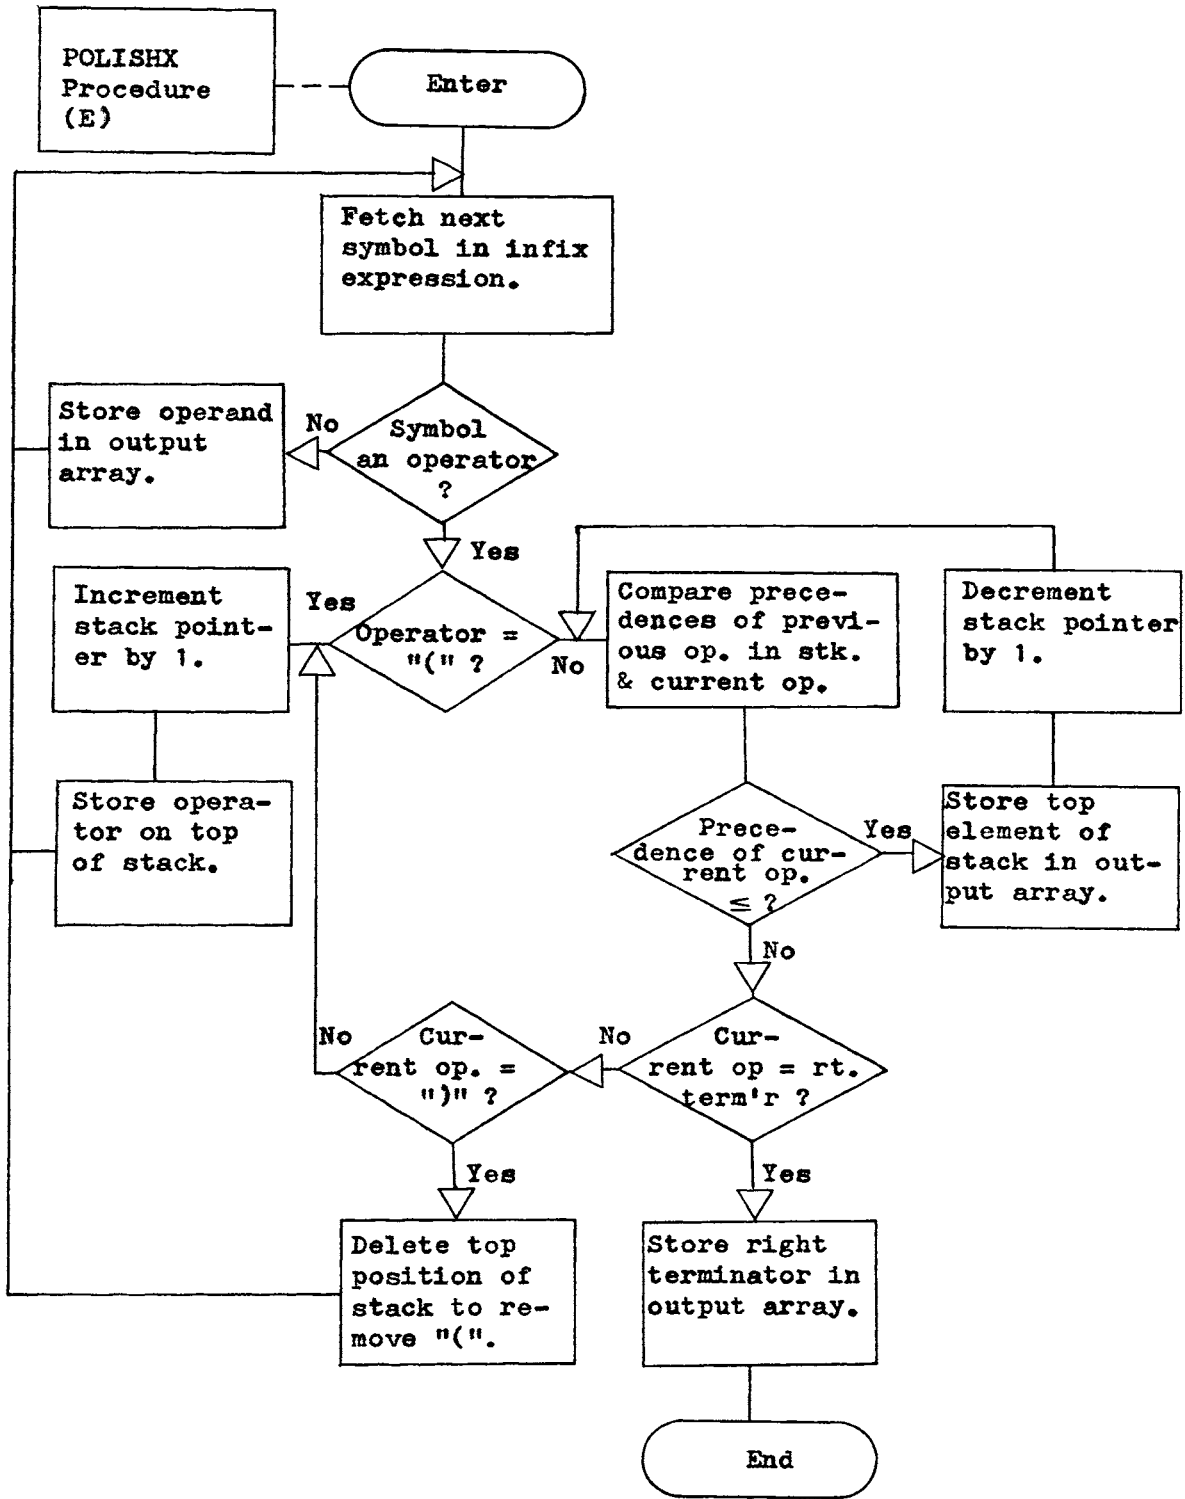 POLISHX
Procedure
(E)
Enter
Fetch next
symbol in infix
expression.
Symbol
an operator
?
No
Store operand
in output
array.
Yes
Operator =
"(" ?
Yes
Increment
stack point-
er by 1.
Store opera-
tor on top
of stack.
No
Compare prece-
dences of previ-
ous op. in stk.
& current op.
Decrement
stack pointer
by 1.
Prece-
dence of cur-
rent op.
≤ ?
Yes
Store top
element of
stack in out-
put array.
No
Cur-
rent op = rt.
term'r ?
No
Cur-
rent op. =
")" ?
No
Yes
Delete top
position of
stack to re-
move "(".
Yes
Store right
terminator in
output array.
End